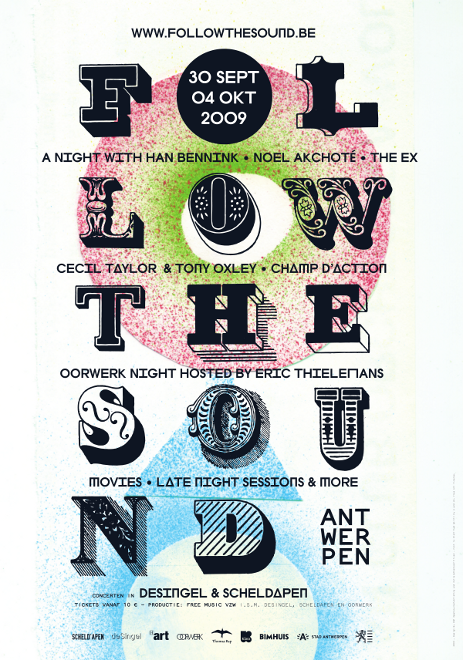 WWW.FOLLOWTHESOUND.BE
F L
30 SEPT
04 OKT
2009
A NIGHT WITH HAN BENNINK • NOEL AKCHOTÉ • THE EX
LOW
CECIL TAYLOR & TONY OXLEY • CHAMP D'ACTION
THE
OORWERK NIGHT HOSTED BY ERIC THIELEMANS
SOU
MOVIES • LATE NIGHT SESSIONS & MORE
ND
ANT
WER
PEN
CONCERTEN IN DESINGEL & SCHELDAPEN
TICKETS VANAF 10 € - PRODUCTIE: FREE MUSIC VZW I.S.M. DESINGEL, SCHELDAPEN EN OORWERK
SCHELD'APEN deSingel art OORWERK BIMHUIS A STAD ANTWERPEN